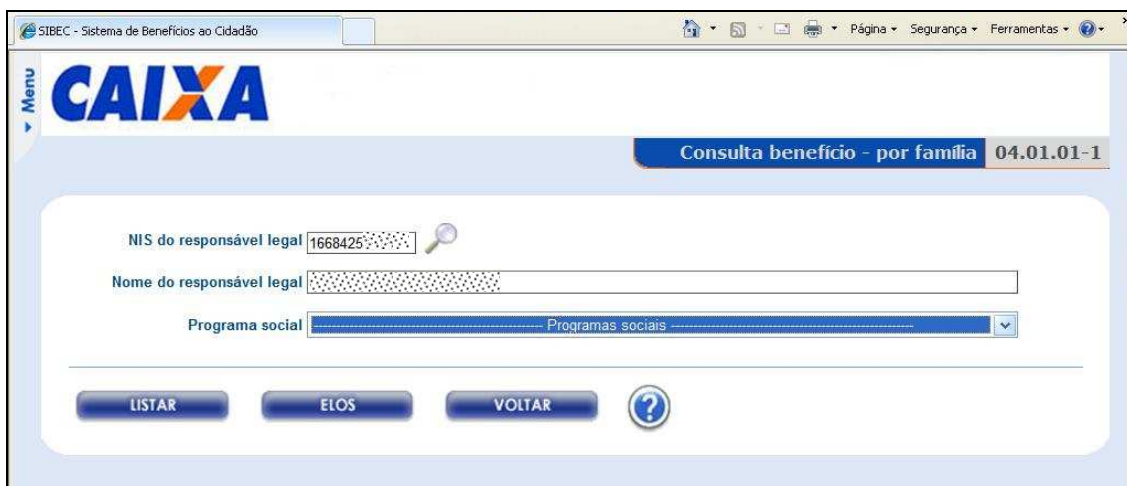 SIBEC - Sistema de Benefícios ao Cidadão
Página Segurança Ferramentas
Menu
CAIXA
Consulta benefício - por família 04.01.01-1
NIS do responsável legal 1668425
Nome do responsável legal
Programa social -------------------- Programas sociais --------------------
LISTAR ELOS VOLTAR ?